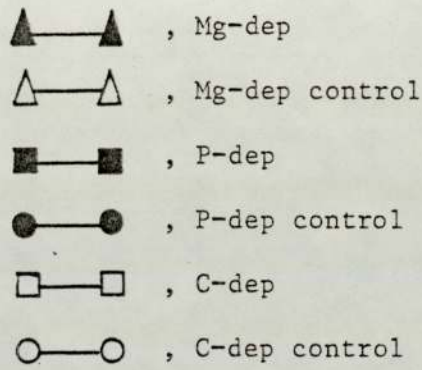 , Mg-dep
, Mg-dep control
, P-dep
, P-dep control
, C-dep
, C-dep control